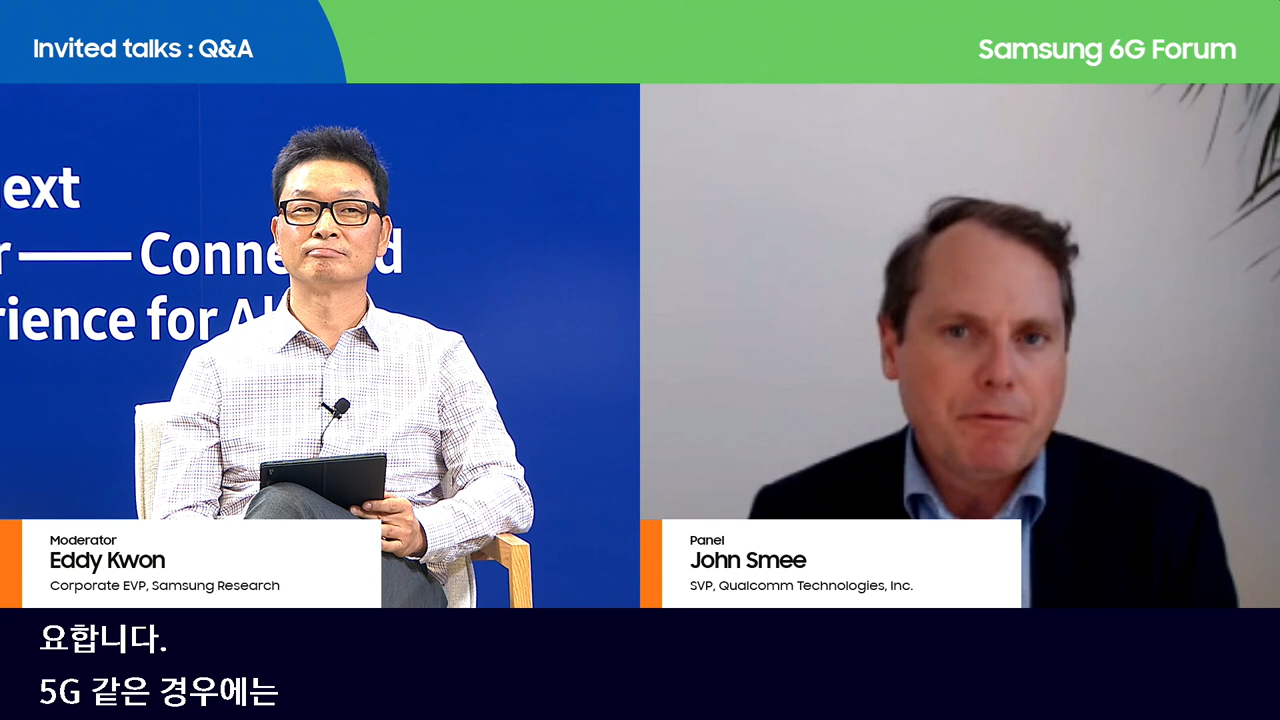 Invited talks : Q&A
Samsung 6G Forum
ext
r — Conne d
rience for Al
Moderator
Eddy Kwon
Corporate EVP, Samsung Research
Panel
John Smee
SVP, Qualcomm Technologies, Inc.
요합니다.
5G 같은 경우에는